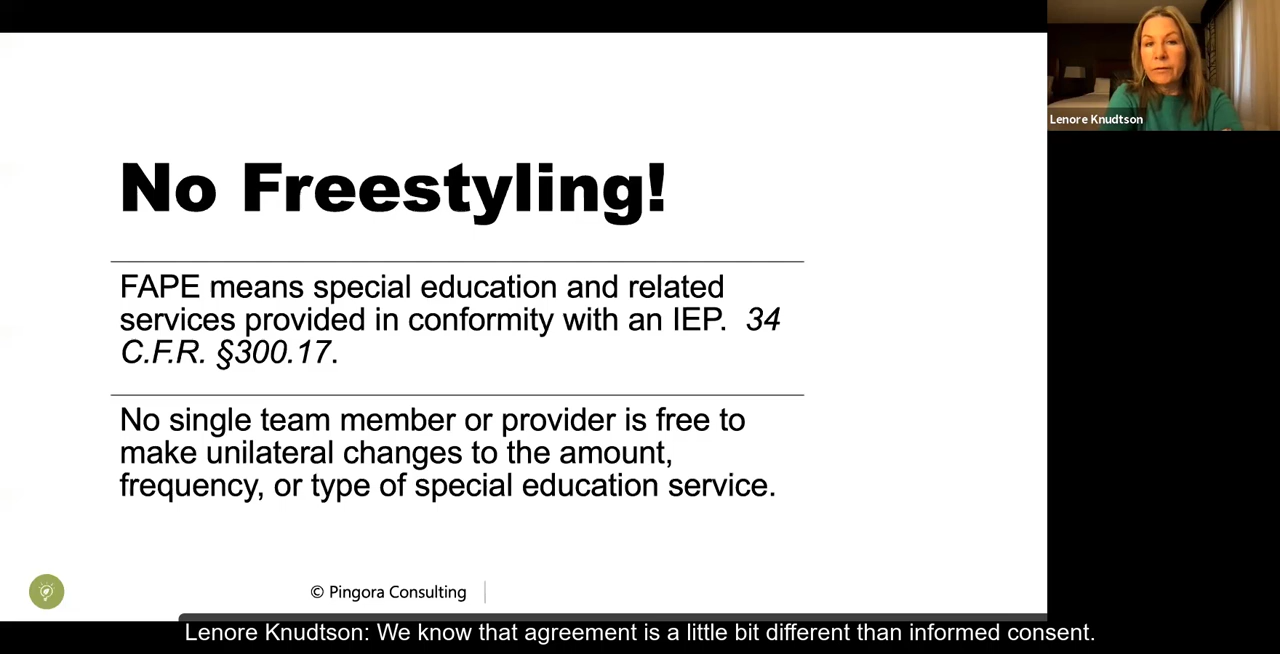 Lenore Knudtson
No Freestyling!
FAPE means special education and related
services provided in conformity with an IEP. 34
C.F.R. §300.17.
No single team member or provider is free to
make unilateral changes to the amount,
frequency, or type of special education service.
© Pingora Consulting
Lenore Knudtson: We know that agreement is a little bit different than informed consent.